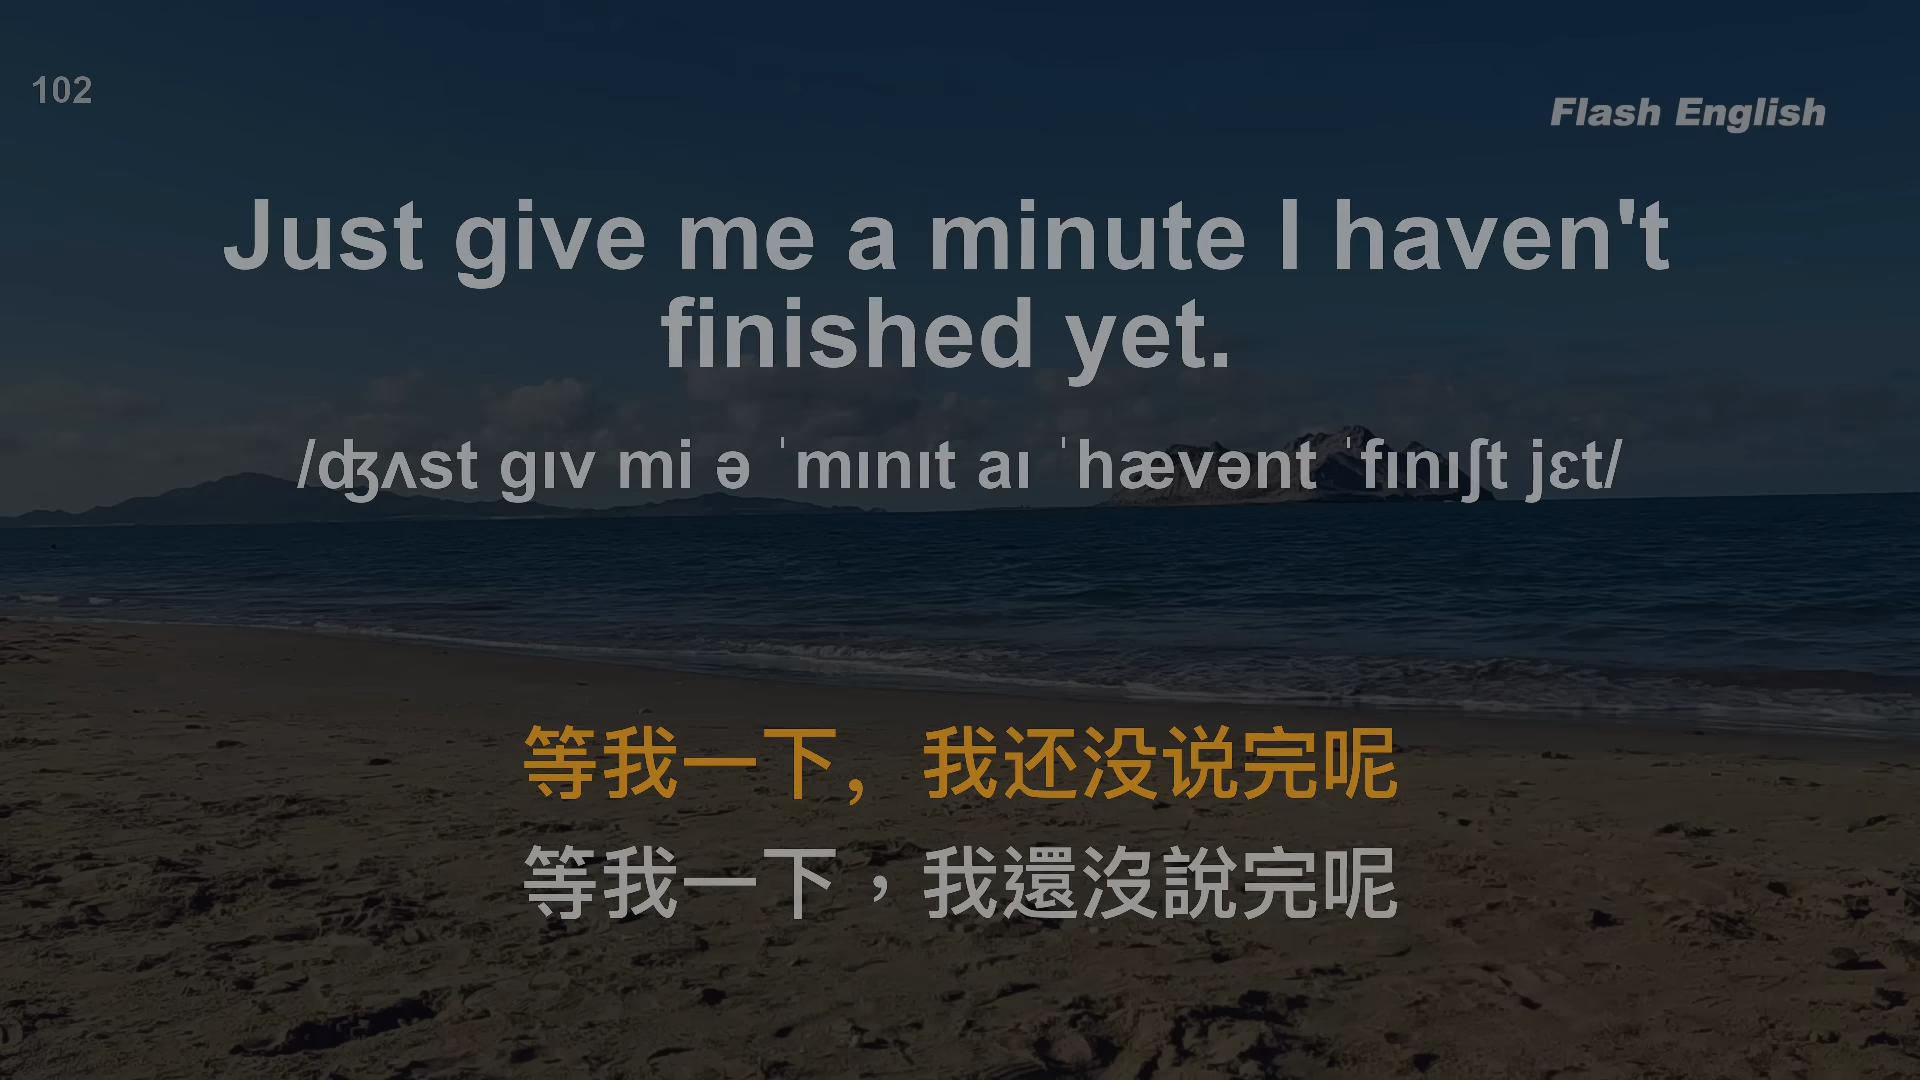 102
Flash English
Just give me a minute I haven't
finished yet.
/ʤʌst gɪv mi ə ˈmɪnɪt aɪ ˈhævənt ˈfɪnɪʃt jɛt/
等我一下，我还没说完呢
等我一下，我還沒說完呢